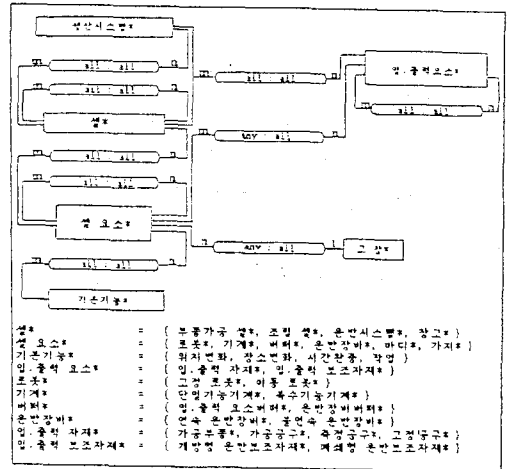 생산시스템*
all : all
all : all
all : all
입·출력요소*
all : all
all : all
셀*
all : all
any : all
all : all
셀 요소*
any : all
고장*
all : all
기본기능*
셀* = { 부품가공 셀*, 조립 셀*, 운반시스템*, 창고* }
셀 요소* = { 로봇*, 기계*, 버퍼*, 운반장비*, 마디*, 가지* }
기본기능* = { 위치변화, 장소변화, 시간완충, 작업 }
입·출력 요소* = { 입·출력 자재*, 입·출력 보조자재* }
로봇* = { 고정 로봇*, 이동 로봇* }
기계* = { 단일기능기계*, 복수기능기계* }
버퍼* = { 입·출력 요소버퍼*, 운반장비버퍼* }
운반장비* = { 연속 운반장비*, 불연속 운반장비* }
입·출력 자재* = { 가공부품*, 가공공구*, 측정공구*, 고정공구* }
입·출력 보조자재* = { 개방형 운반보조자재*, 폐쇄형 운반보조자재* }